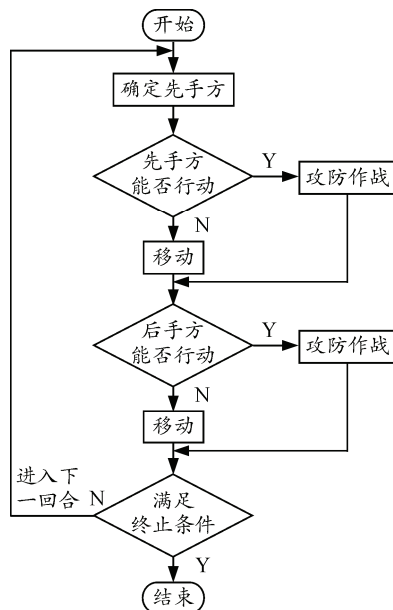 开始
确定先手方
先手方
能否行动
Y
攻防作战
N
移动
后手方
能否行动
Y
攻防作战
N
移动
进入下
一回合
N
满足
终止条件
Y
结束